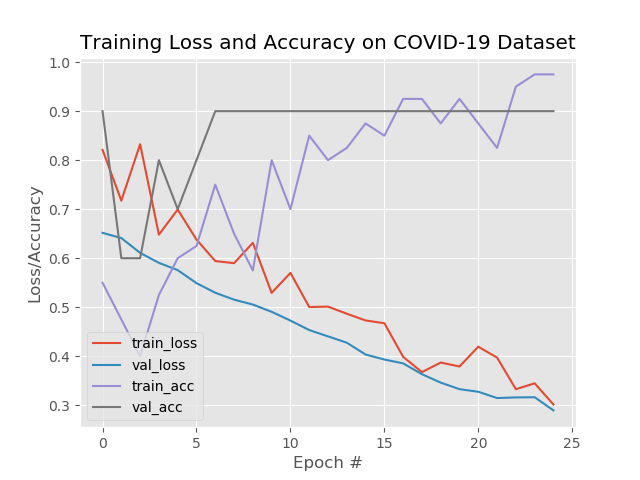 Training Loss and Accuracy on COVID-19 Dataset
1.0
0.9
0.8
0.7
0.6
0.5
0.4
0.3
Loss/Accuracy
train_loss
val_loss
train_acc
val_acc
0 5 10 15 20 25
Epoch #